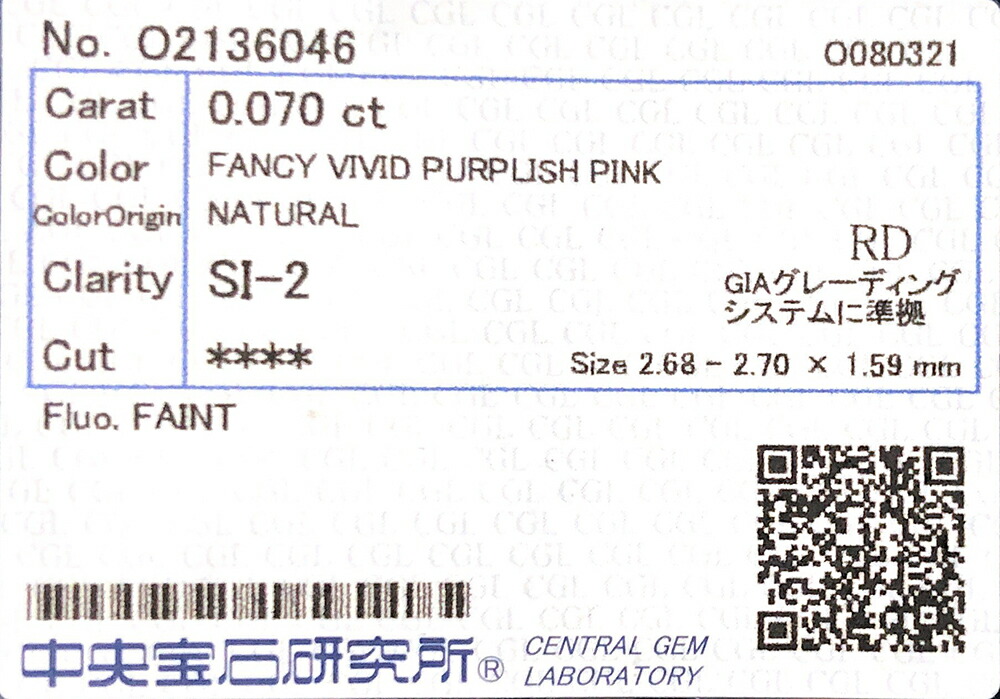 No. O2136046
O080321
Carat 0.070 ct
Color FANCY VIVID PURPLISH PINK
ColorOrigin NATURAL
RD
Clarity SI-2
GIAグレーディング
システムに準拠
Cut ****
Size 2.68 - 2.70 × 1.59 mm
Fluo. FAINT
中央宝石研究所® CENTRAL GEM
LABORATORY